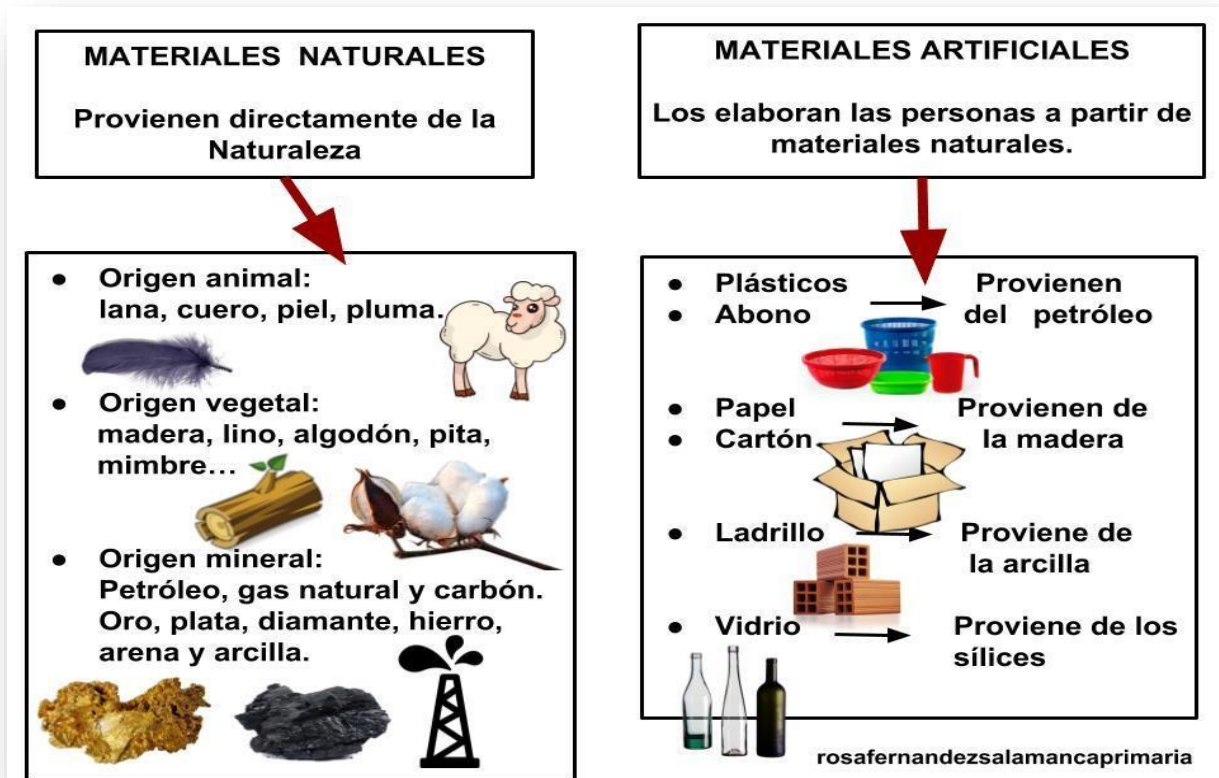 MATERIALES NATURALES
Provienen directamente de la
Naturaleza
● Origen animal:
lana, cuero, piel, pluma.
● Origen vegetal:
madera, lino, algodón, pita,
mimbre…
● Origen mineral:
Petróleo, gas natural y carbón.
Oro, plata, diamante, hierro,
arena y arcilla.
MATERIALES ARTIFICIALES
Los elaboran las personas a partir de
materiales naturales.
● Plásticos Provienen
● Abono del petróleo
● Papel Provienen de
● Cartón la madera
● Ladrillo Proviene de
la arcilla
● Vidrio Proviene de los
sílices
rosafernandezsalamancaprimaria